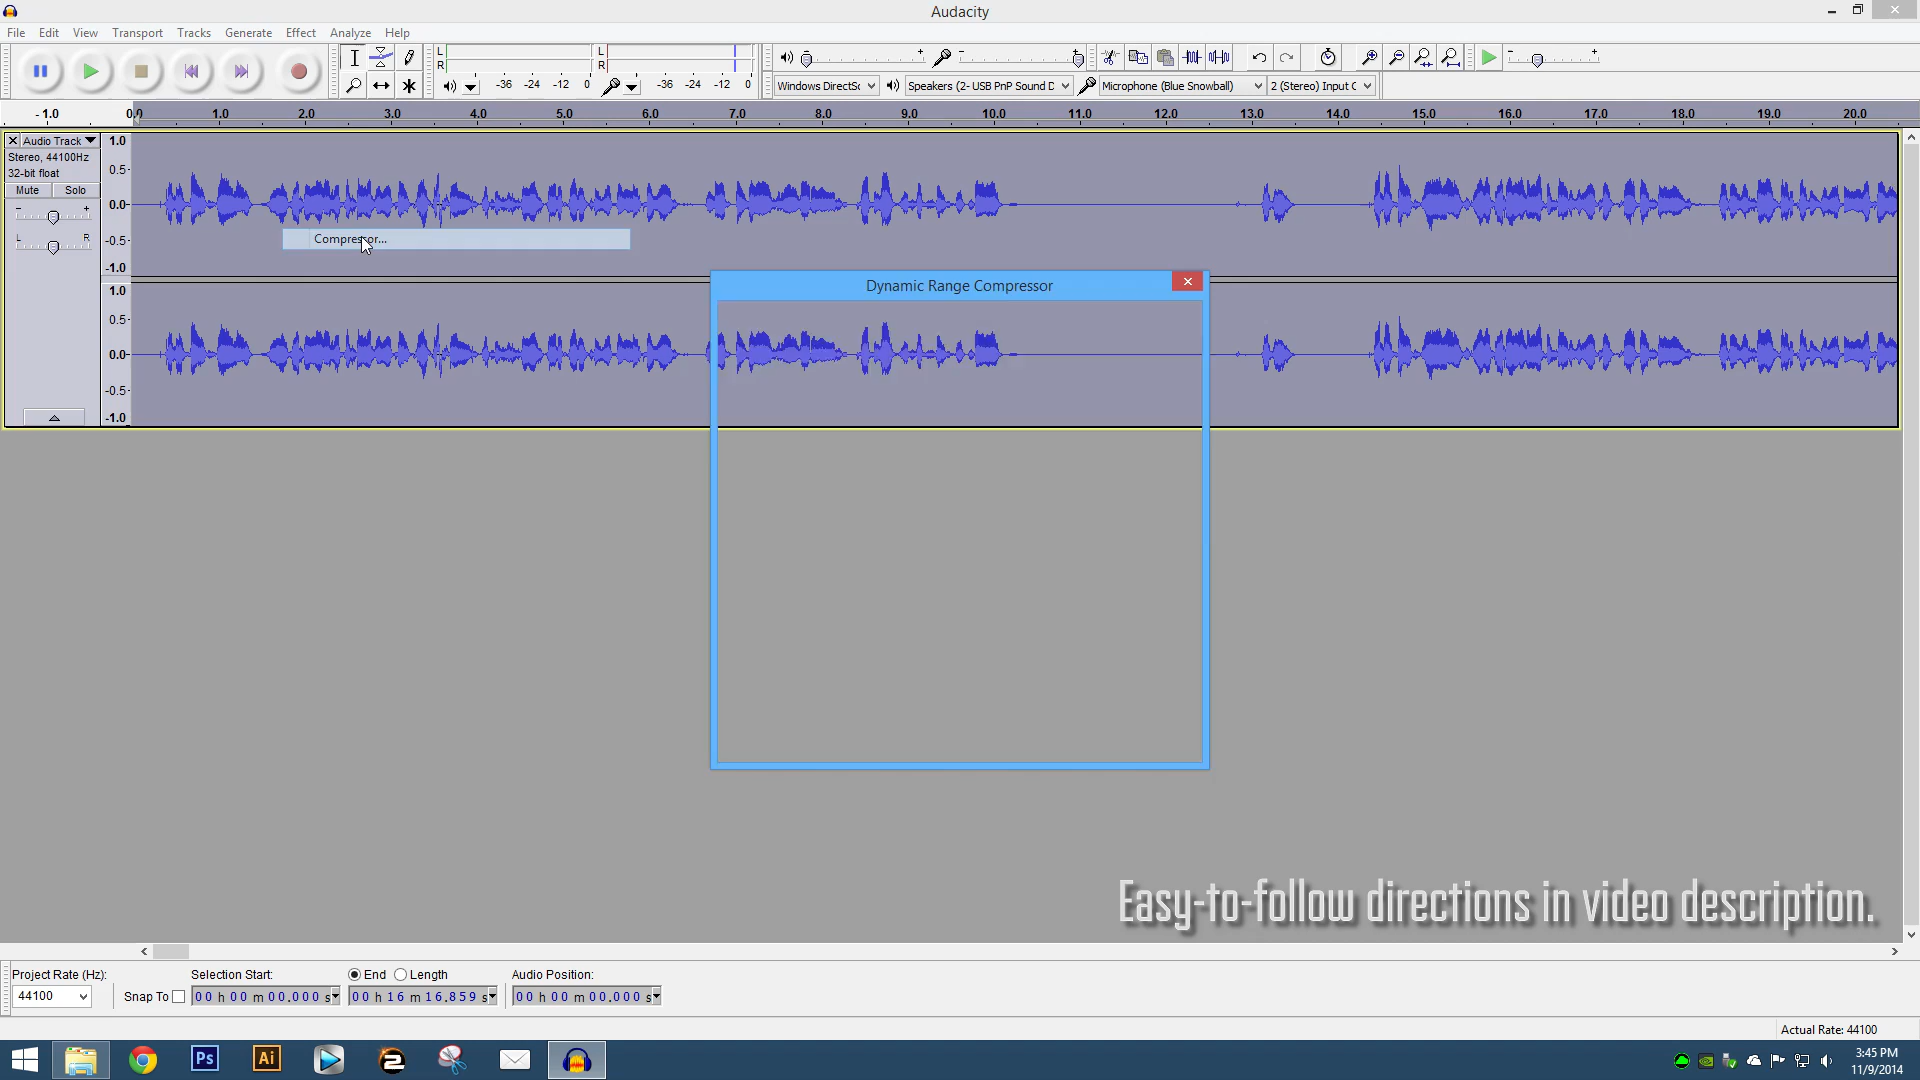 Audacity
File Edit View Transport Tracks Generate Effect Analyze Help
L
R
-36 -24 -12 0
L
R
-36 -24 -12 0
Speakers (2- USB PnP Sound D
Microphone (Blue Snowball)
2 (Stereo) Input C
- 1.0 0.0 1.0 2.0 3.0 4.0 5.0 6.0 7.0 8.0 9.0 10.0 11.0 12.0 13.0 14.0 15.0 16.0 17.0 18.0 19.0 20.0
Audio Track
Stereo, 44100Hz
32-bit float
Mute Solo
- +
L R
1.0
0.5-
0.0-
-0.5-
-1.0
1.0
0.5-
0.0-
-0.5-
-1.0
Compressor...
Dynamic Range Compressor
Easy-to-follow directions in video description.
Project Rate (Hz):
44100
Snap To
Selection Start:
00 h 00 m 00.000 s
End Length
00 h 16 m 16.859 s
Audio Position:
00 h 00 m 00.000 s
Actual Rate: 44100
Ps
Ai
3:45 PM
11/9/2014